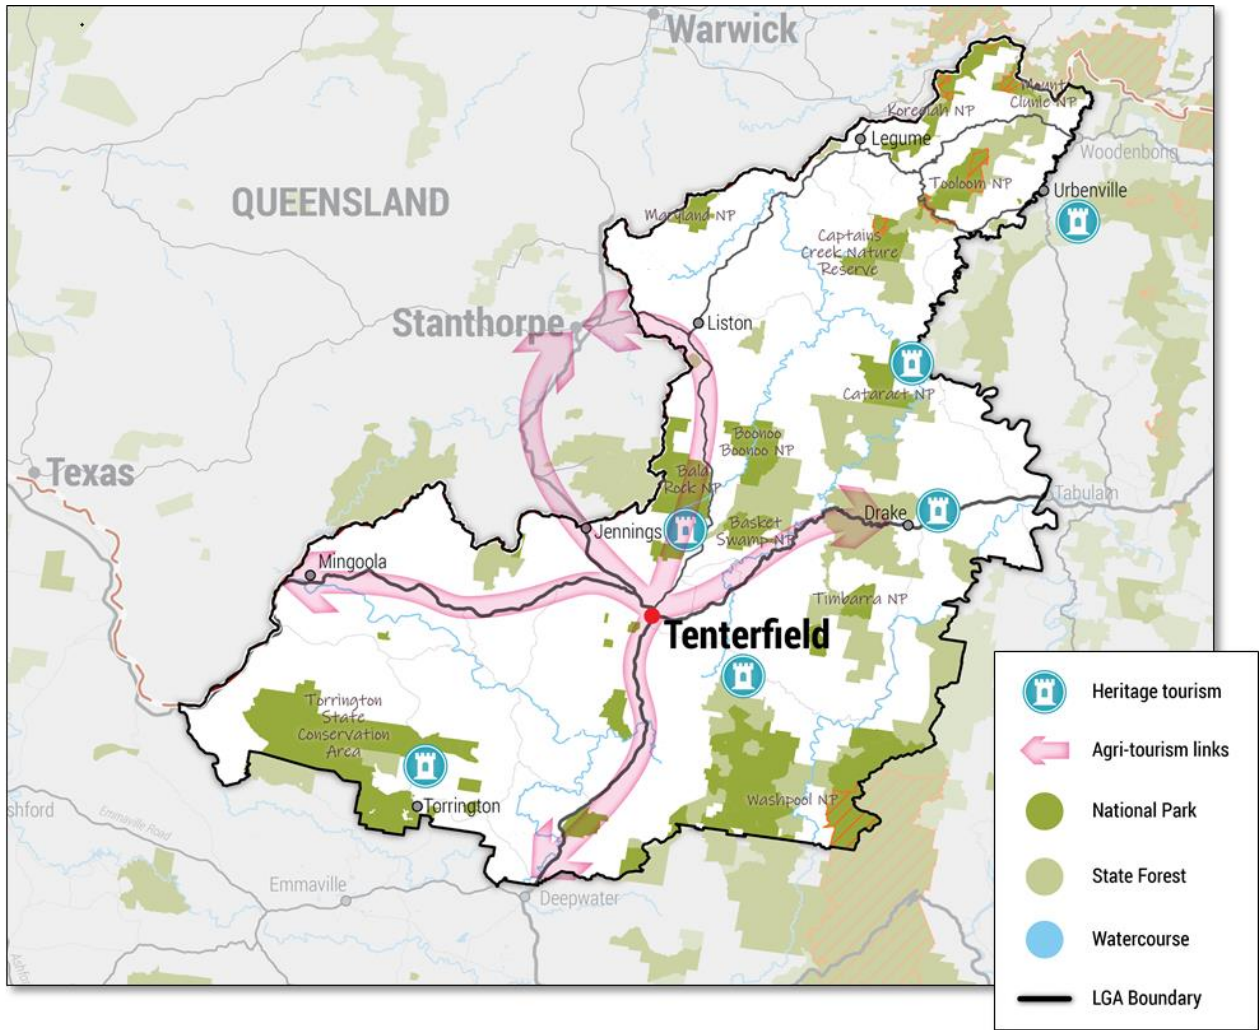 Warwick
Mount
Clunie NP
Koreelah NP
Legume
Woodenbong
QUEENSLAND
Tooloom NP
Urbenville
Maryland NP
Captains
Creek Nature
Reserve
Stanthorpe
Liston
Cataract NP
Boonoo
Boonoo NP
Texas
Bald
Rock NP
Tabulam
Drake
Jennings
Basket
Swamp NP
Mingoola
Timbarra NP
Tenterfield
Heritage tourism
Torrington
State
Conservation
Area
Agri-tourism links
Washpool NP
Torrington
National Park
shford
Emmaville Road
State Forest
Emmaville
Deepwater
Watercourse
Ashfo
LGA Boundary